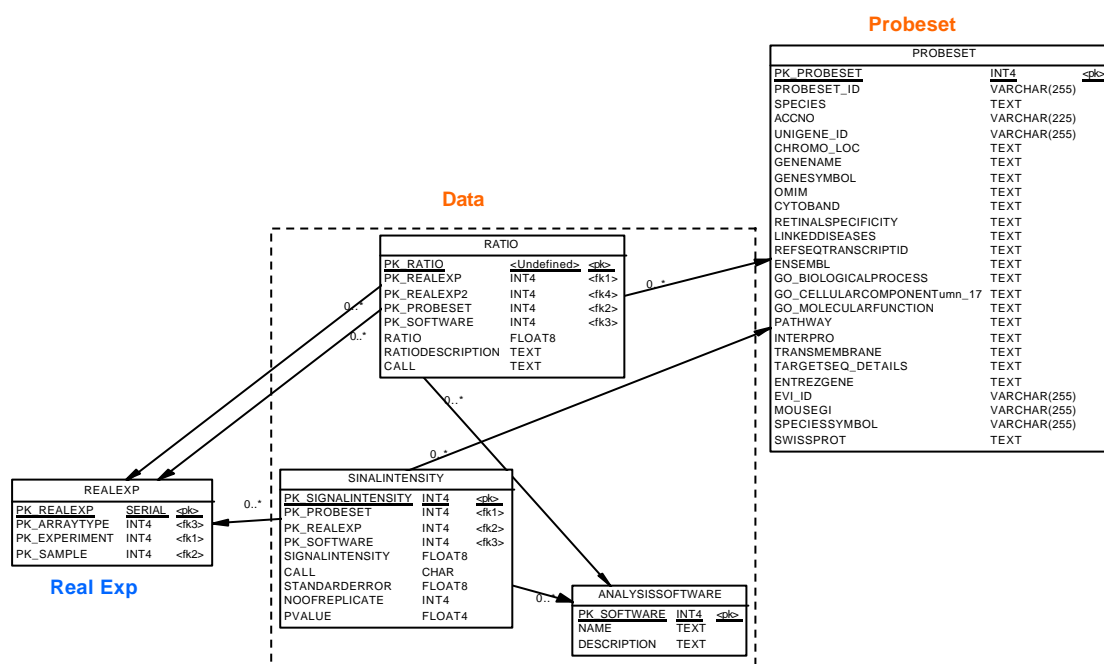 Probeset
PROBESET
PK_PROBESET INT4 <pk>
PROBESET_ID VARCHAR(255)
SPECIES TEXT
ACCNO VARCHAR(225)
UNIGENE_ID VARCHAR(255)
CHROMO_LOC TEXT
GENENAME TEXT
GENESYMBOL TEXT
OMIM TEXT
CYTOBAND TEXT
RETINALSPECIFICITY TEXT
LINKEDDISEASES TEXT
REFSEQTRANSCRIPTID TEXT
ENSEMBL TEXT
GO_BIOLOGICALPROCESS TEXT
GO_CELLULARCOMPONENTumn_17 TEXT
GO_MOLECULARFUNCTION TEXT
PATHWAY TEXT
INTERPRO TEXT
TRANSMEMBRANE TEXT
TARGETSEQ_DETAILS TEXT
ENTREZGENE TEXT
EVI_ID VARCHAR(255)
MOUSEGI VARCHAR(255)
SPECIESSYMBOL VARCHAR(255)
SWISSPROT TEXT
Data
RATIO
PK_RATIO <Undefined> <pk>
PK_REALEXP INT4 <fk1>
PK_REALEXP2 INT4 <fk4>
PK_PROBESET INT4 <fk2>
PK_SOFTWARE INT4 <fk3>
RATIO FLOAT8
RATIODESCRIPTION TEXT
CALL TEXT
0..*
0..*
0..*
0..*
0..*
SINALINTENSITY
PK_SIGNALINTENSITY INT4 <pk>
PK_PROBESET INT4 <fk1>
PK_REALEXP INT4 <fk2>
PK_SOFTWARE INT4 <fk3>
SIGNALINTENSITY FLOAT8
CALL CHAR
STANDARDERROR FLOAT8
NOOFREPLICATE INT4
PVALUE FLOAT4
0..*
0..*
REALEXP
PK_REALEXP SERIAL <pk>
PK_ARRAYTYPE INT4 <fk3>
PK_EXPERIMENT INT4 <fk1>
PK_SAMPLE INT4 <fk2>
Real Exp
ANALYSISSOFTWARE
PK_SOFTWARE INT4 <pk>
NAME TEXT
DESCRIPTION TEXT